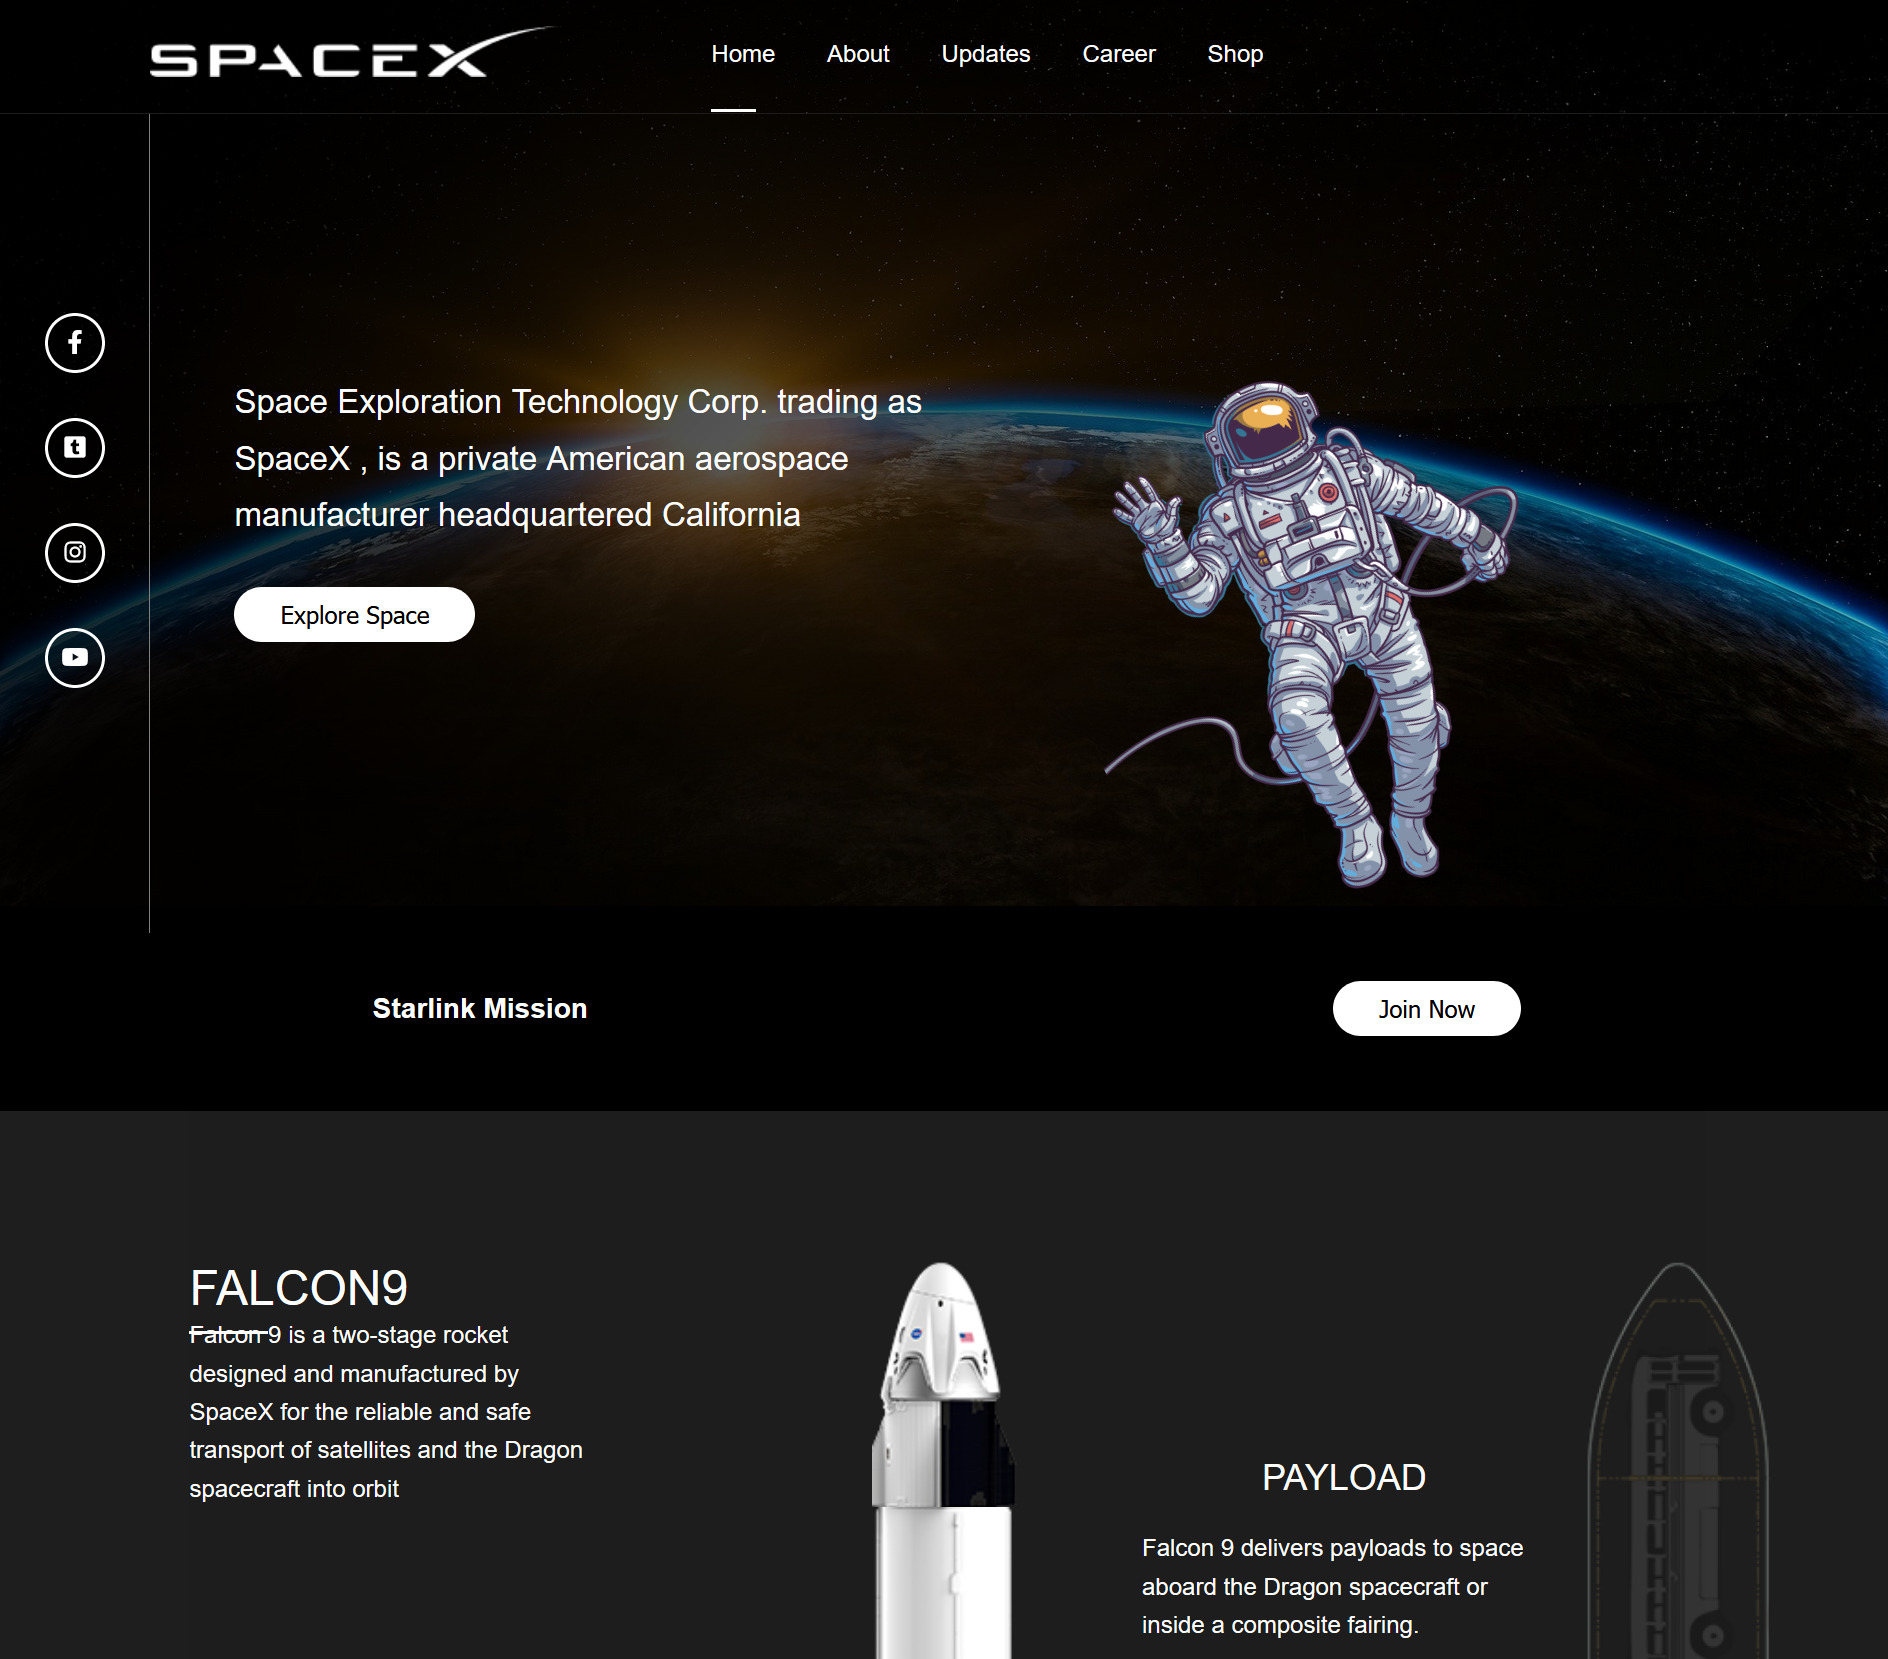 SPACEX
Home About Updates Career Shop
Space Exploration Technology Corp. trading as
SpaceX , is a private American aerospace
manufacturer headquartered California
Explore Space
Starlink Mission
Join Now
FALCON9
Falcon 9 is a two-stage rocket
designed and manufactured by
SpaceX for the reliable and safe
transport of satellites and the Dragon
spacecraft into orbit
PAYLOAD
Falcon 9 delivers payloads to space
aboard the Dragon spacecraft or
inside a composite fairing.